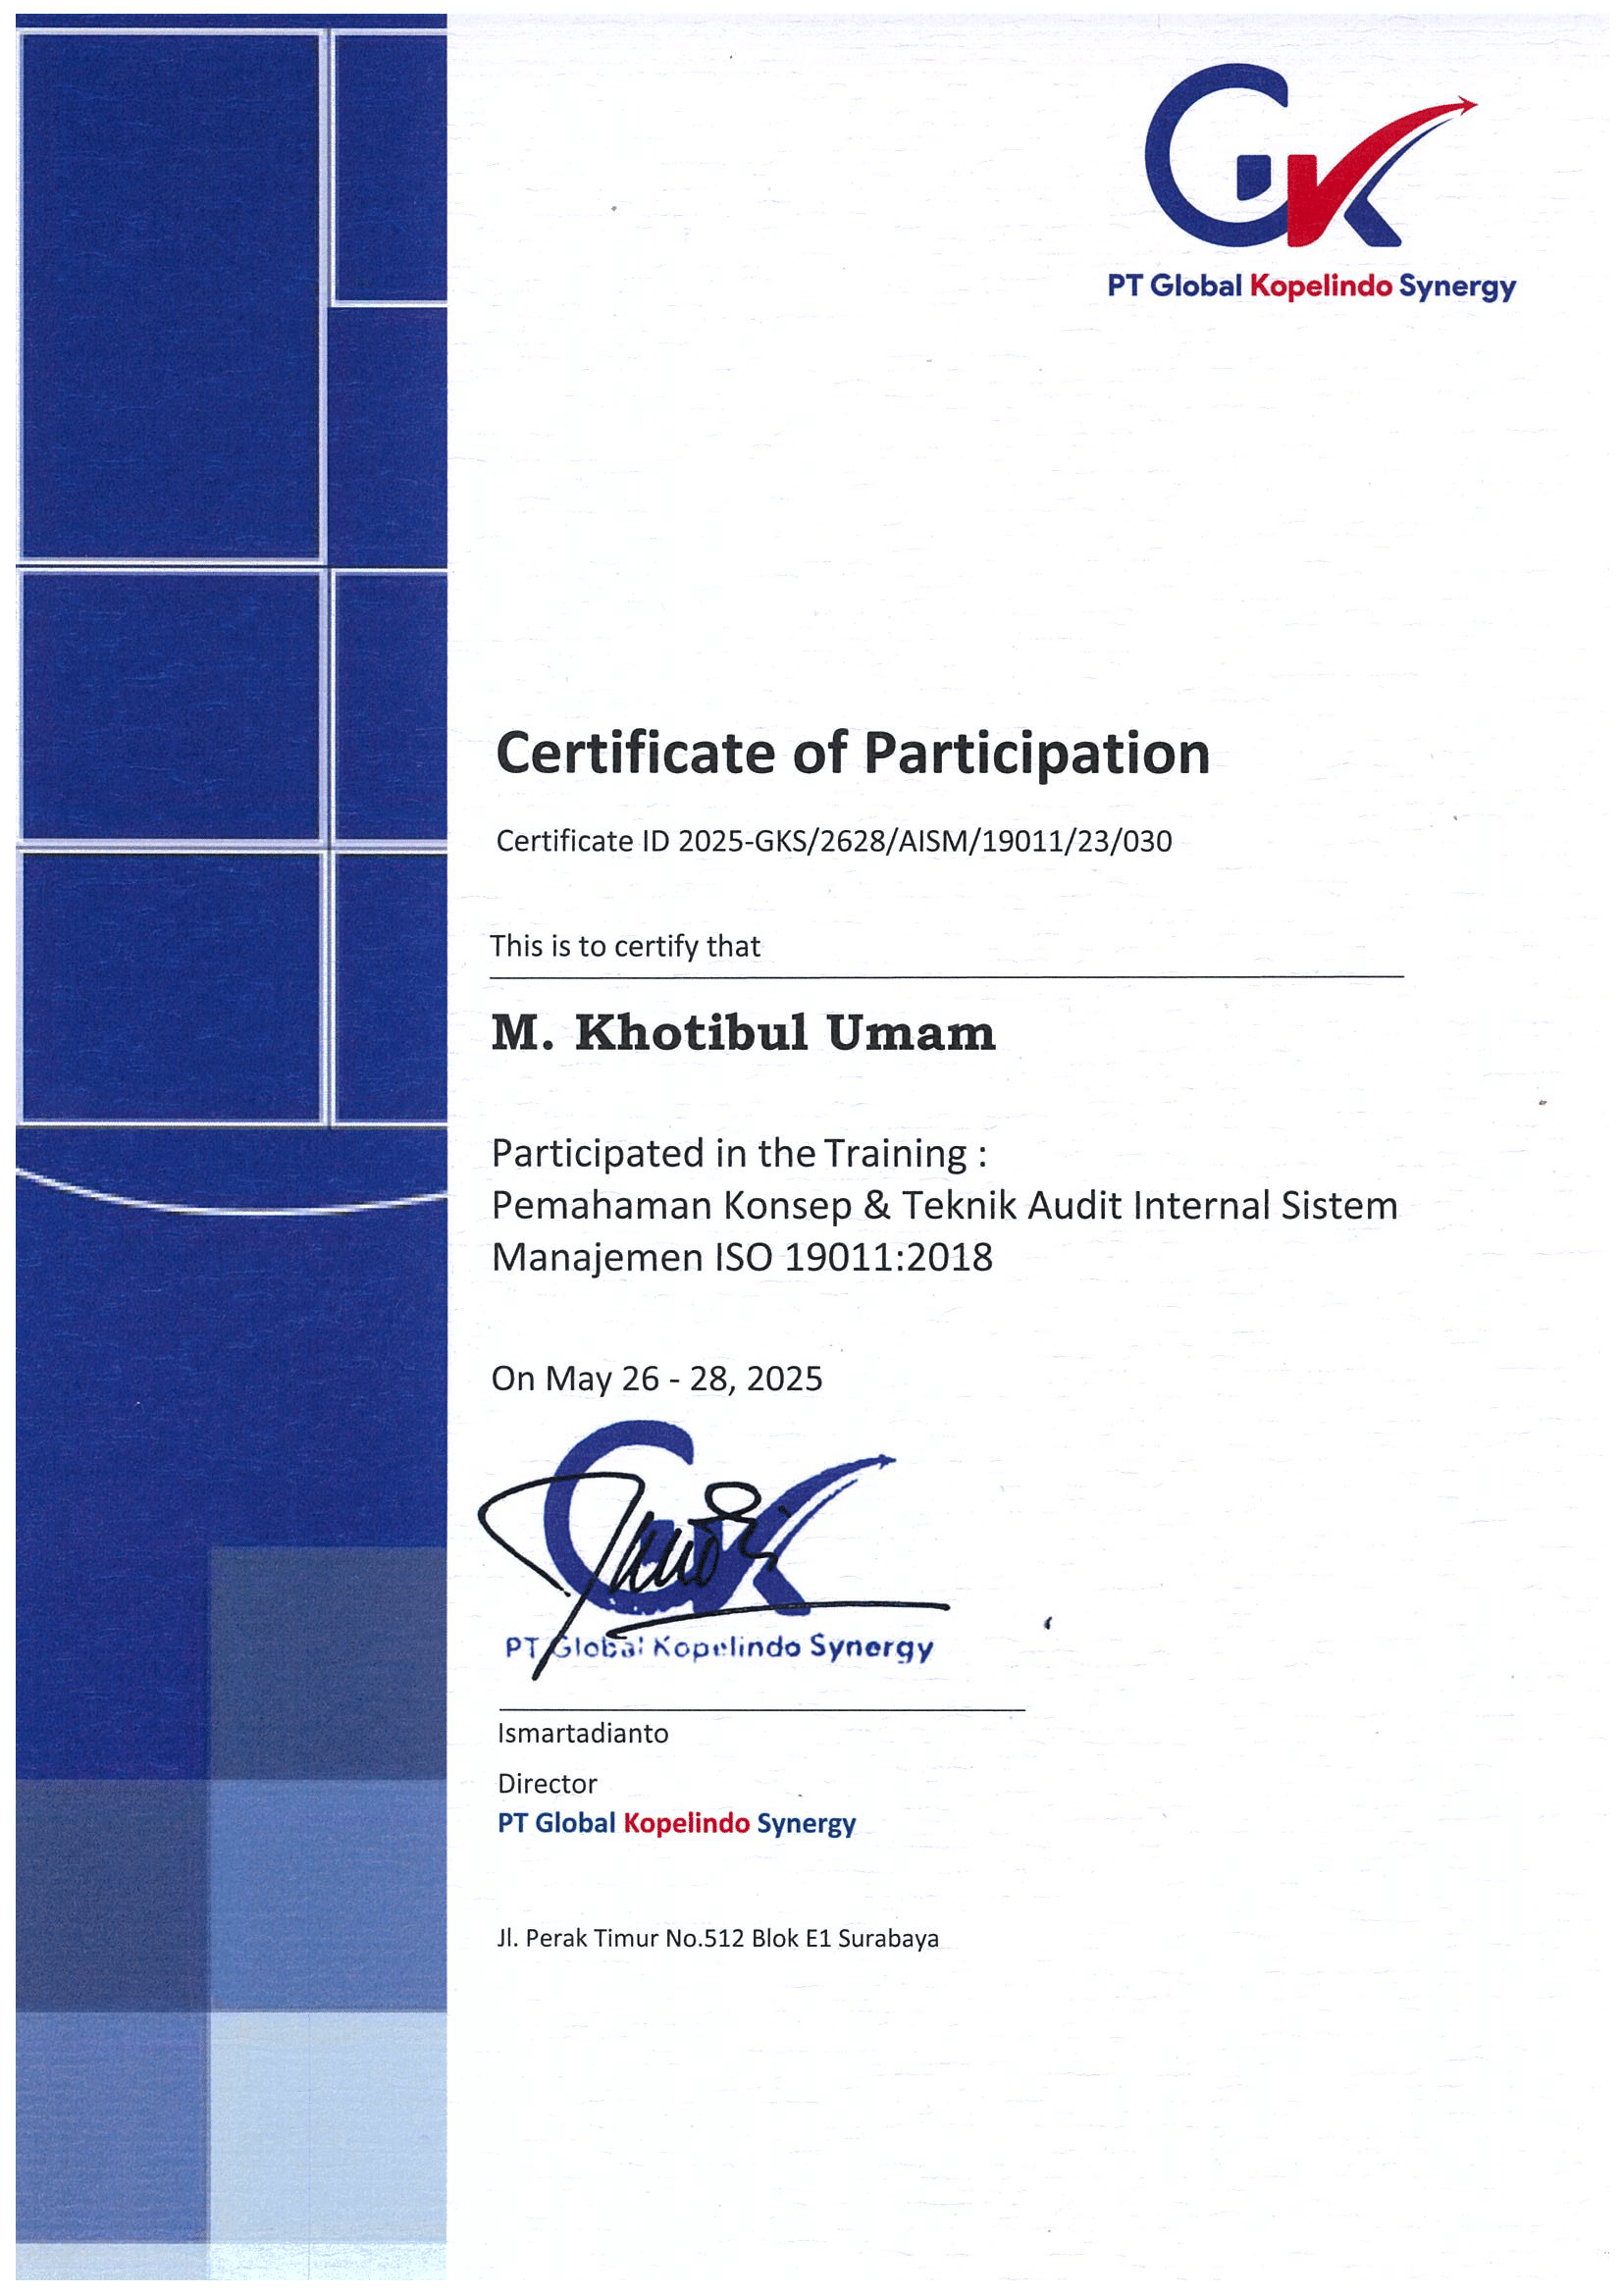 GK
PT Global Kopelindo Synergy
Certificate of Participation
Certificate ID 2025-GKS/2628/AISM/19011/23/030
This is to certify that
M. Khotibul Umam
Participated in the Training :
Pemahaman Konsep & Teknik Audit Internal Sistem
Manajemen ISO 19011:2018
On May 26 - 28, 2025
GK
PT Global Kopelindo Synergy
Ismartadianto
Director
PT Global Kopelindo Synergy
Jl. Perak Timur No.512 Blok E1 Surabaya